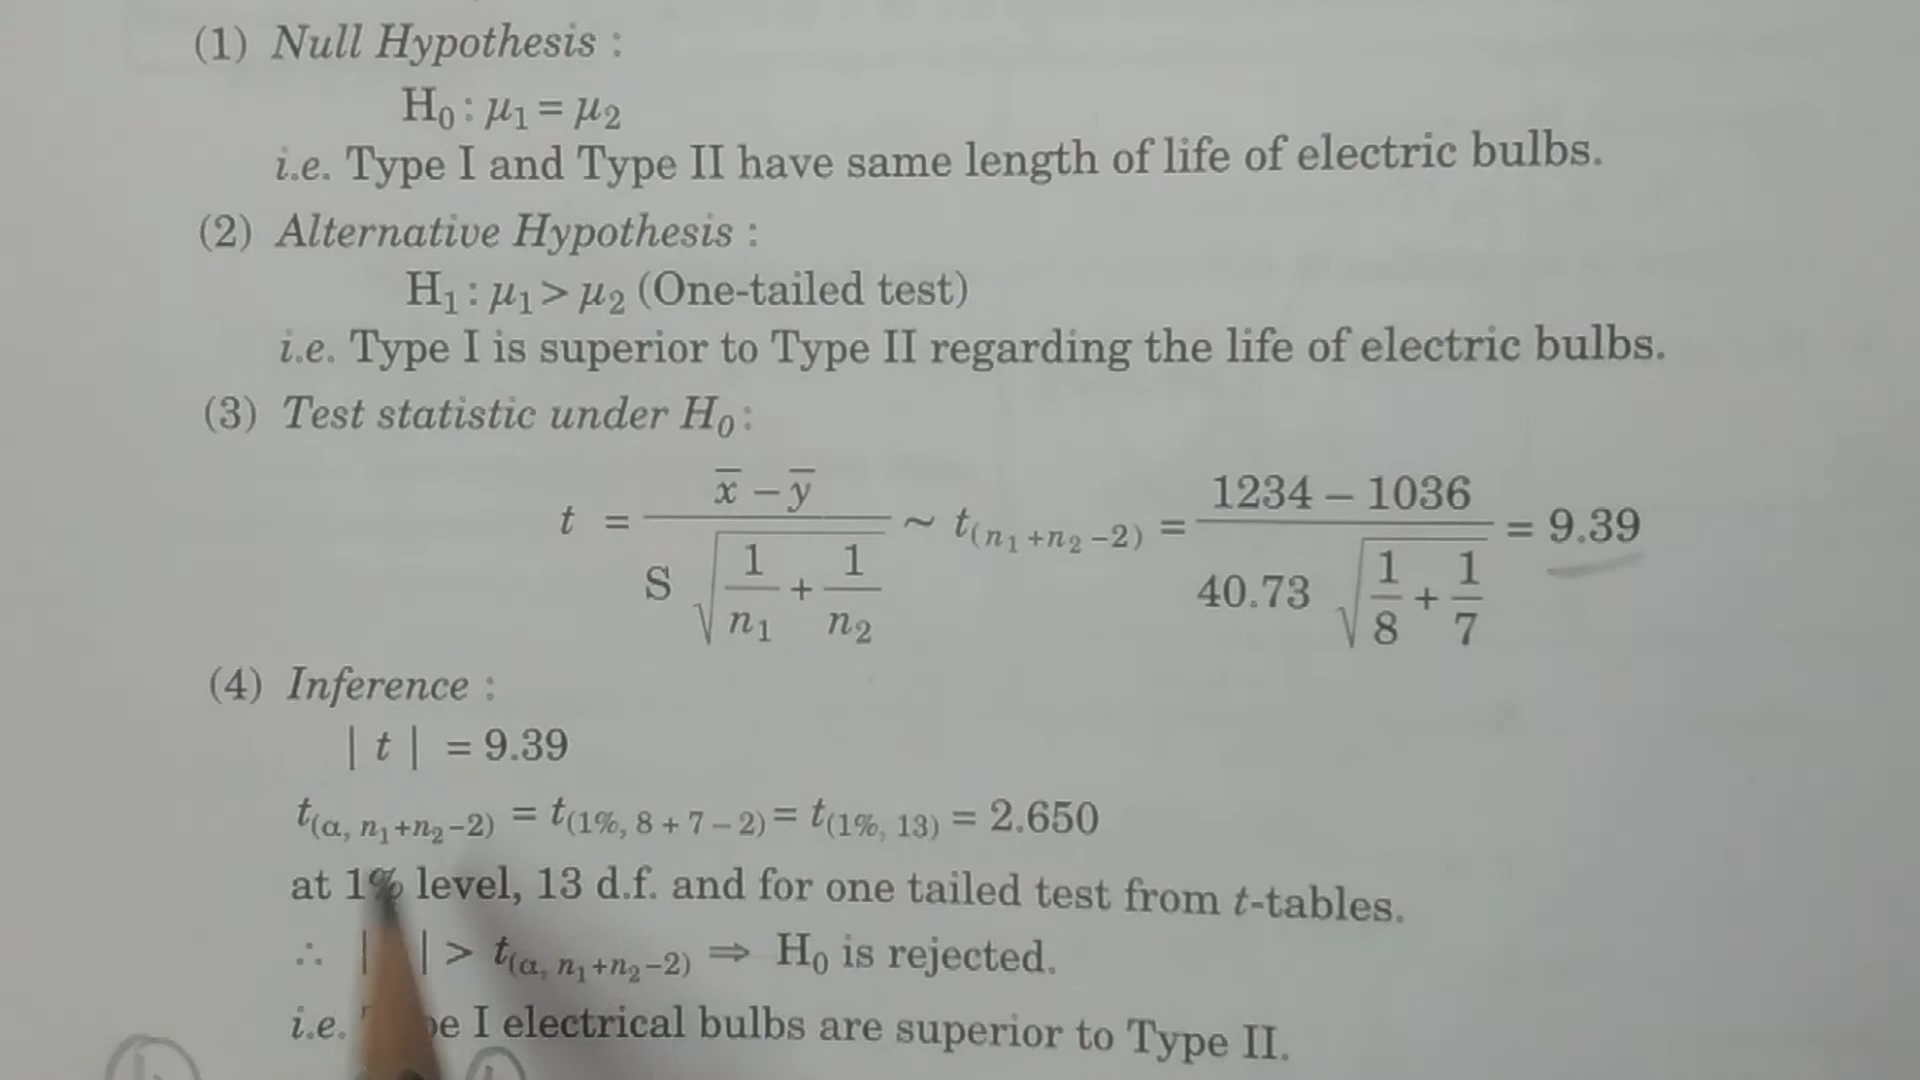 (1) Null Hypothesis :
H₀ : μ₁ = μ₂
i.e. Type I and Type II have same length of life of electric bulbs.
(2) Alternative Hypothesis :
H₁ : μ₁ > μ₂ (One-tailed test)
i.e. Type I is superior to Type II regarding the life of electric bulbs.
(3) Test statistic under H₀ :
t = (x̄ – ȳ) / (S √(1/n₁ + 1/n₂)) ~ t(n₁ + n₂ – 2) = (1234 – 1036) / (40.73 √(1/8 + 1/7)) = 9.39
(4) Inference :
| t | = 9.39
t(α, n₁+n₂–2) = t(1%, 8 + 7 – 2) = t(1%, 13) = 2.650
at 1% level, 13 d.f. and for one tailed test from t-tables.
∴ | | > t(α, n₁+n₂–2) ⇒ H₀ is rejected.
i.e. I electrical bulbs are superior to Type II.